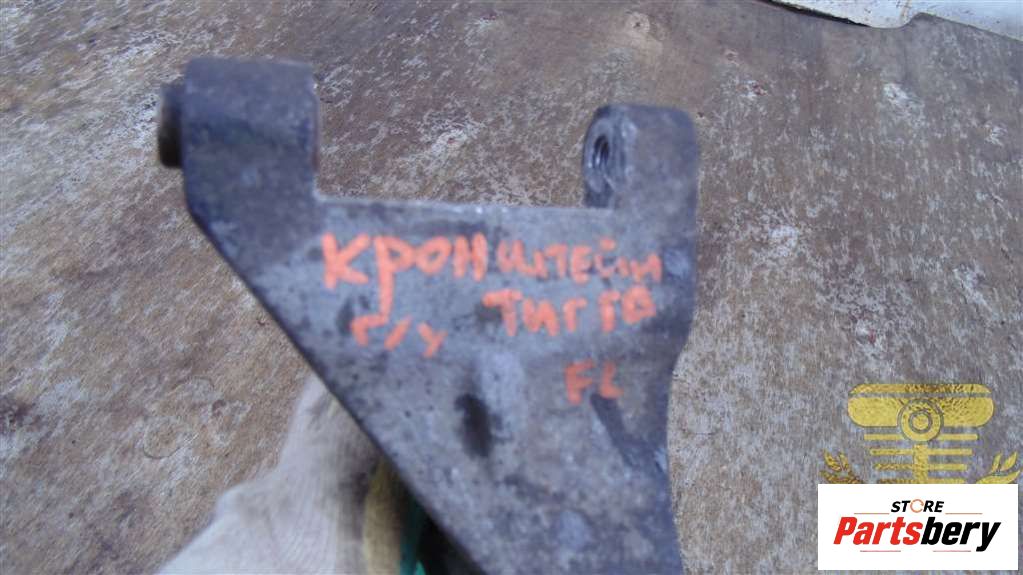 КРОНШТЕЙН
Г/У ТИГГО
FL
STORE
Partsbery